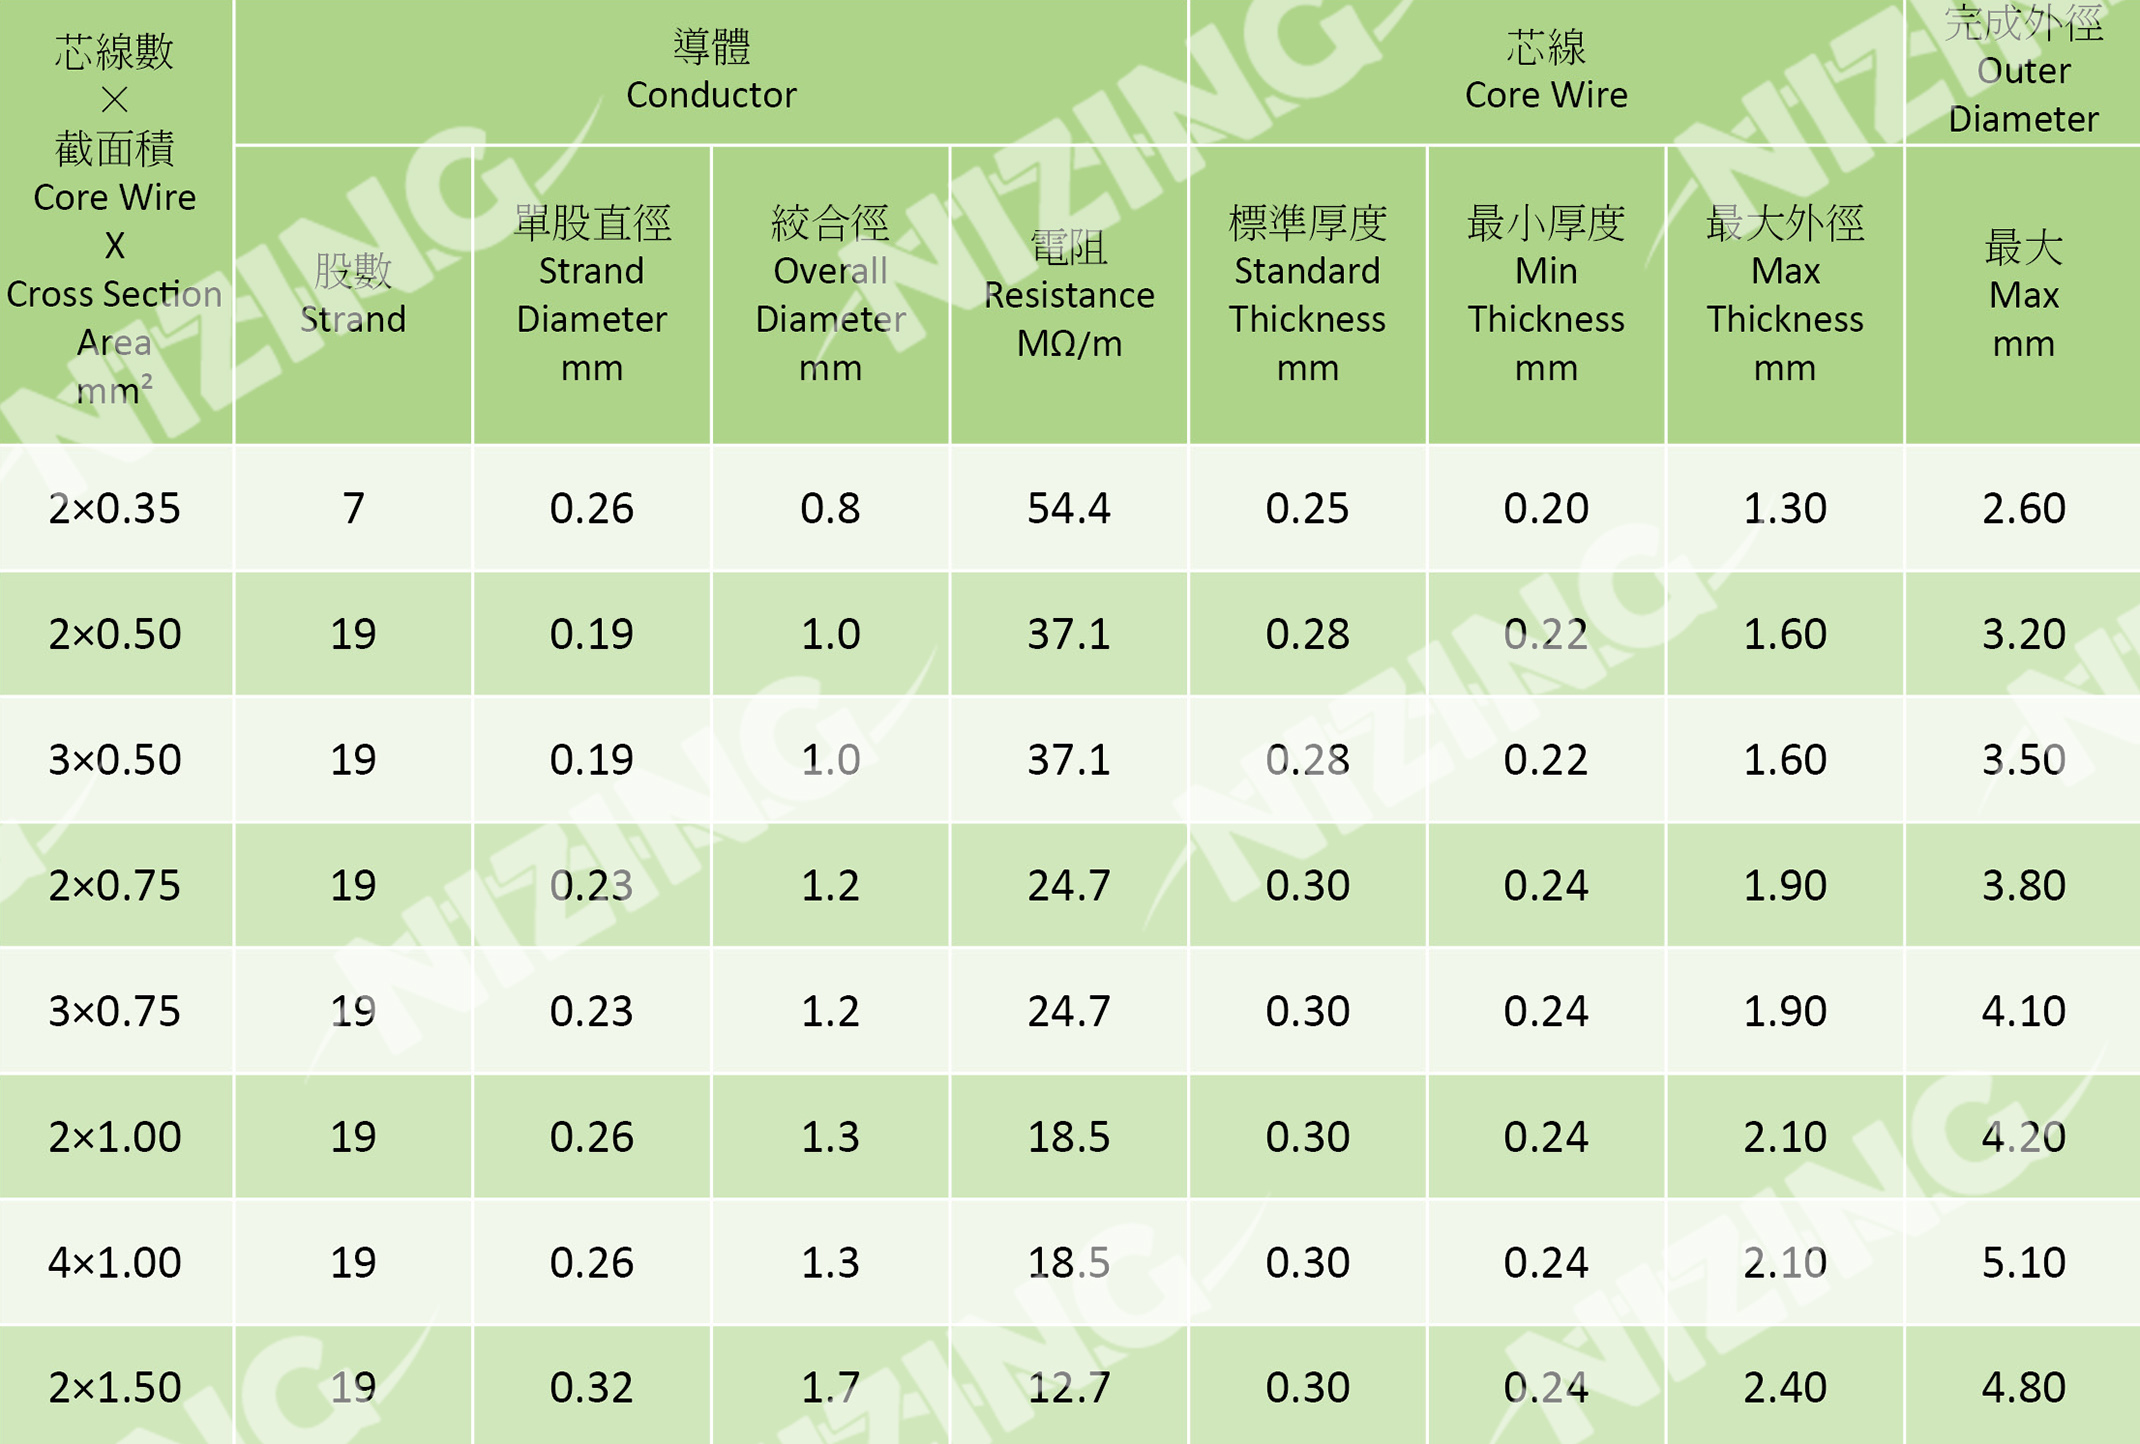 芯線數
×
截面積
Core Wire
X
Cross Section
Area
mm²
導體
Conductor
芯線
Core Wire
完成外徑
Outer
Diameter
股數
Strand
單股直徑
Strand
Diameter
mm
絞合徑
Overall
Diameter
mm
電阻
Resistance
MΩ/m
標準厚度
Standard
Thickness
mm
最小厚度
Min
Thickness
mm
最大外徑
Max
Thickness
mm
最大
Max
mm
2×0.35 7 0.26 0.8 54.4 0.25 0.20 1.30 2.60
2×0.50 19 0.19 1.0 37.1 0.28 0.22 1.60 3.20
3×0.50 19 0.19 1.0 37.1 0.28 0.22 1.60 3.50
2×0.75 19 0.23 1.2 24.7 0.30 0.24 1.90 3.80
3×0.75 19 0.23 1.2 24.7 0.30 0.24 1.90 4.10
2×1.00 19 0.26 1.3 18.5 0.30 0.24 2.10 4.20
4×1.00 19 0.26 1.3 18.5 0.30 0.24 2.10 5.10
2×1.50 19 0.32 1.7 12.7 0.30 0.24 2.40 4.80
NIZING
NIZING
NIZING
NIZING
NIZING
NIZING
NIZING